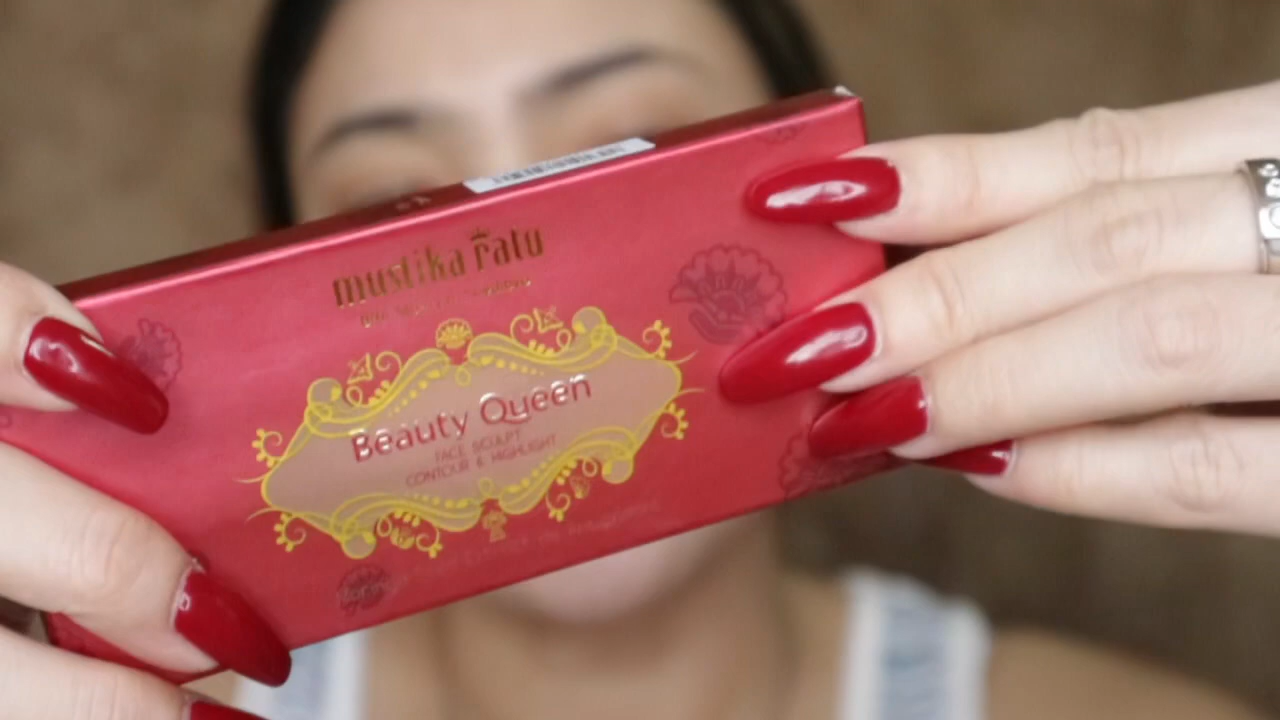 mustika ratu
Beauty Queen
FACE SCULPT
CONTOUR & HIGHLIGHT